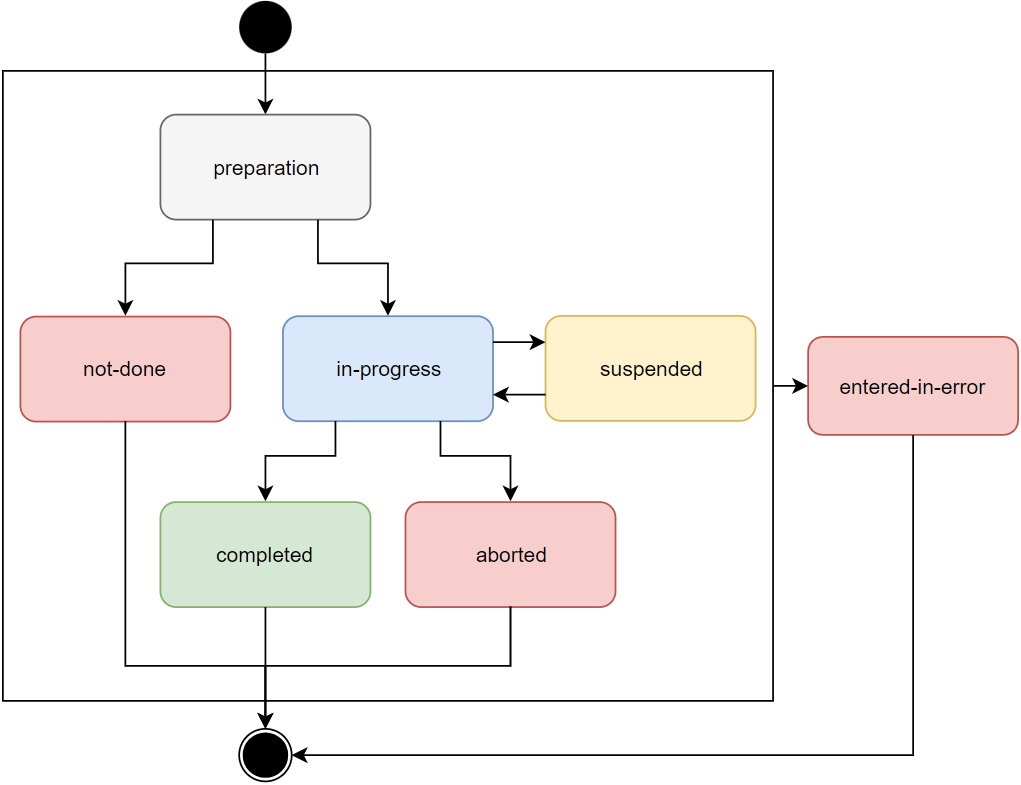 preparation
not-done
in-progress
suspended
entered-in-error
completed
aborted